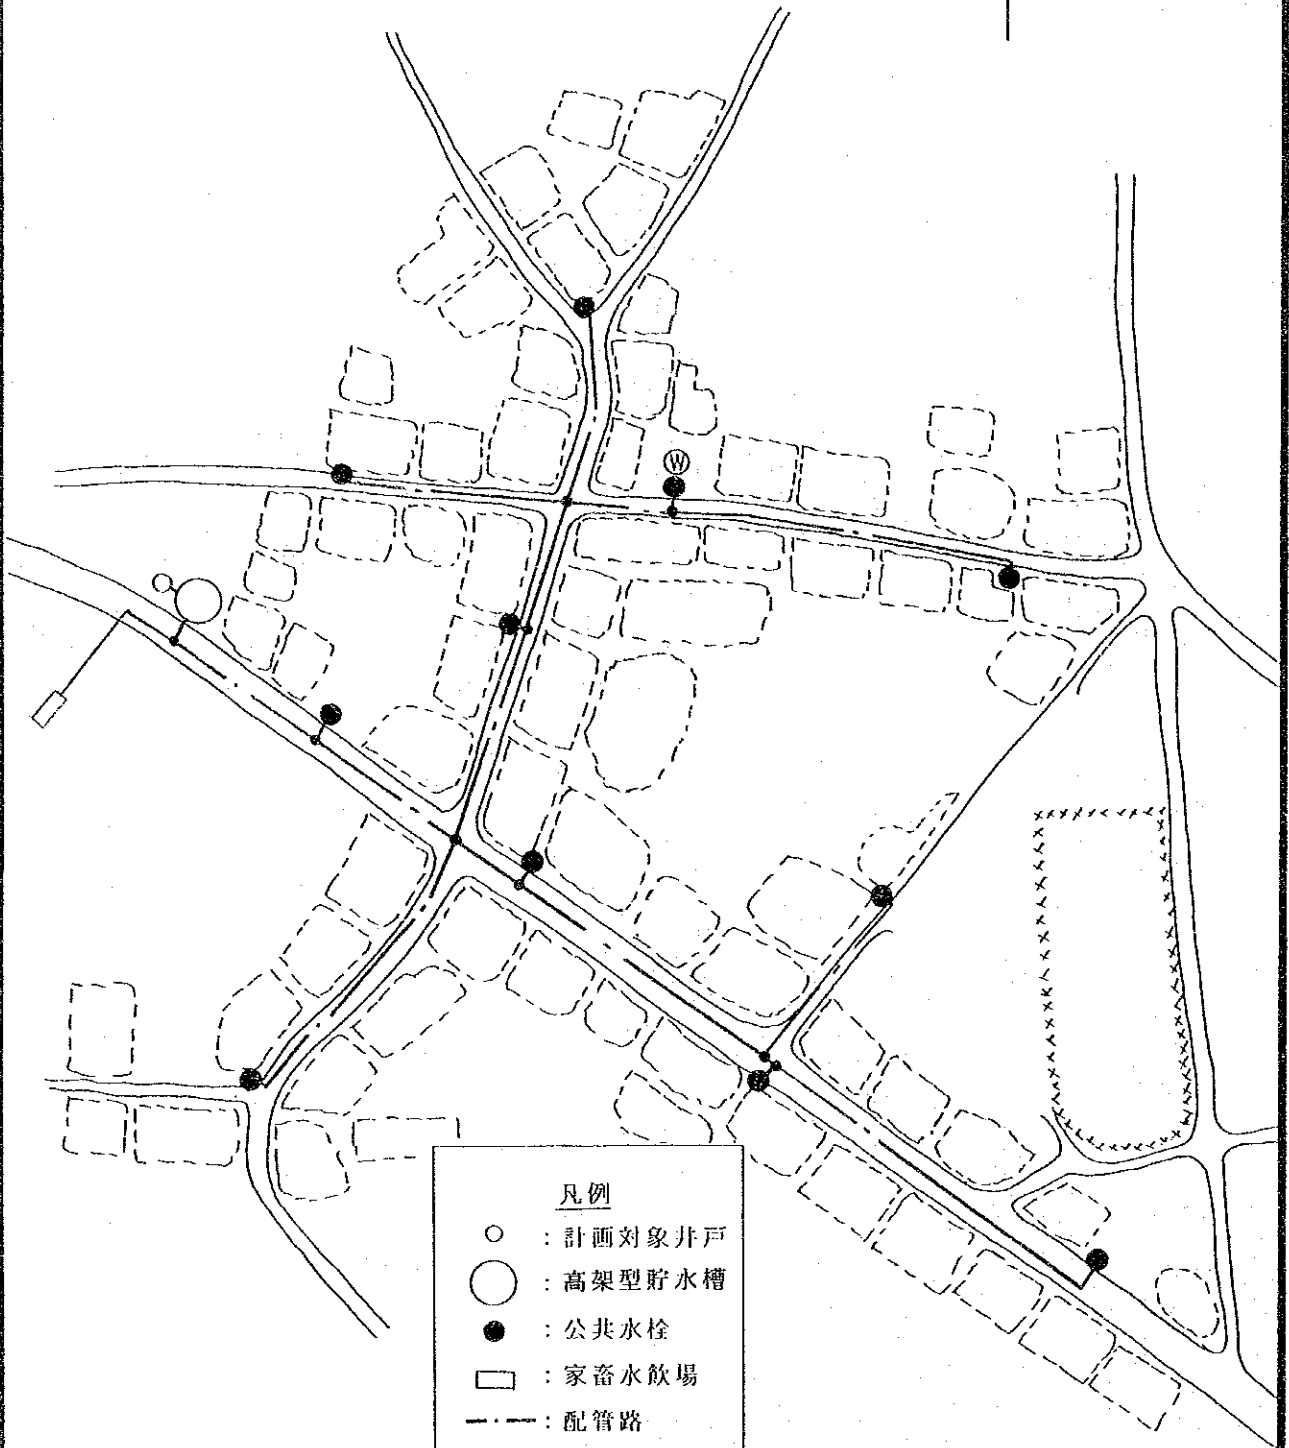 W
凡例
○ : 計画対象井戸
◯ : 高架型貯水槽
● : 公共水栓
▭ : 家畜水飲場
—·— : 配管路